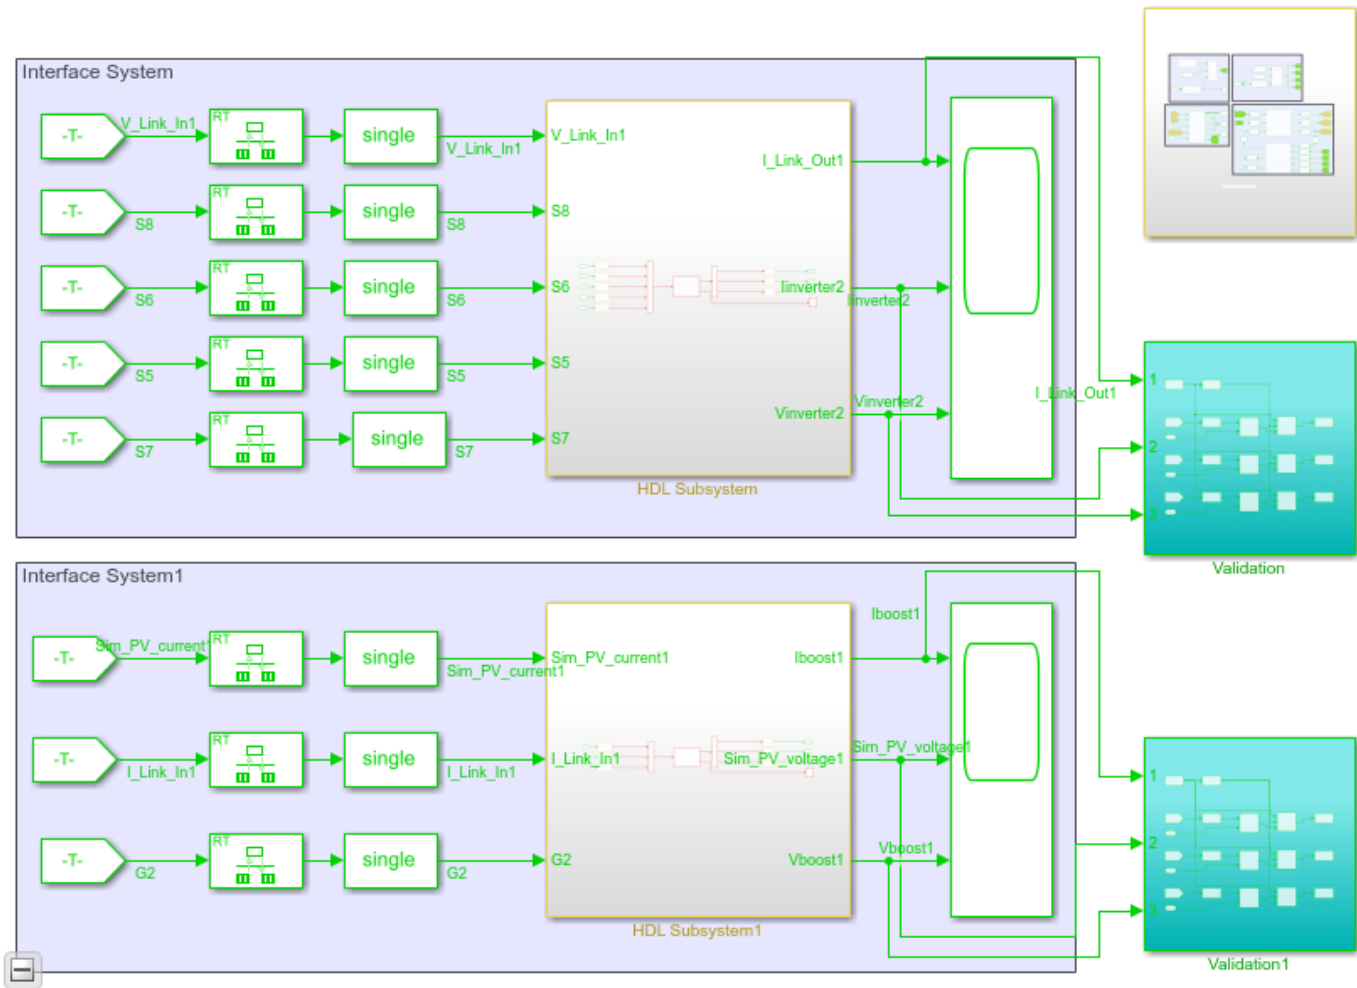 Interface System
-T-
V_Link_In1
RT
single
V_Link_In1
V_Link_In1
I_Link_Out1
-T-
S8
RT
single
S8
S8
-T-
S6
RT
single
S6
S6
Iinverter2
Iinverter2
-T-
S5
RT
single
S5
S5
-T-
S7
RT
single
S7
S7
Vinverter2
Vinverter2
HDL Subsystem
I_Link_Out1
1
2
3
Validation
Interface System1
-T-
Sim_PV_current1
RT
single
Sim_PV_current1
Sim_PV_current1
Iboost1
Iboost1
-T-
I_Link_In1
RT
single
I_Link_In1
I_Link_In1
Sim_PV_voltage1
Sim_PV_voltage1
-T-
G2
RT
single
G2
G2
Vboost1
Vboost1
HDL Subsystem1
1
2
3
Validation1